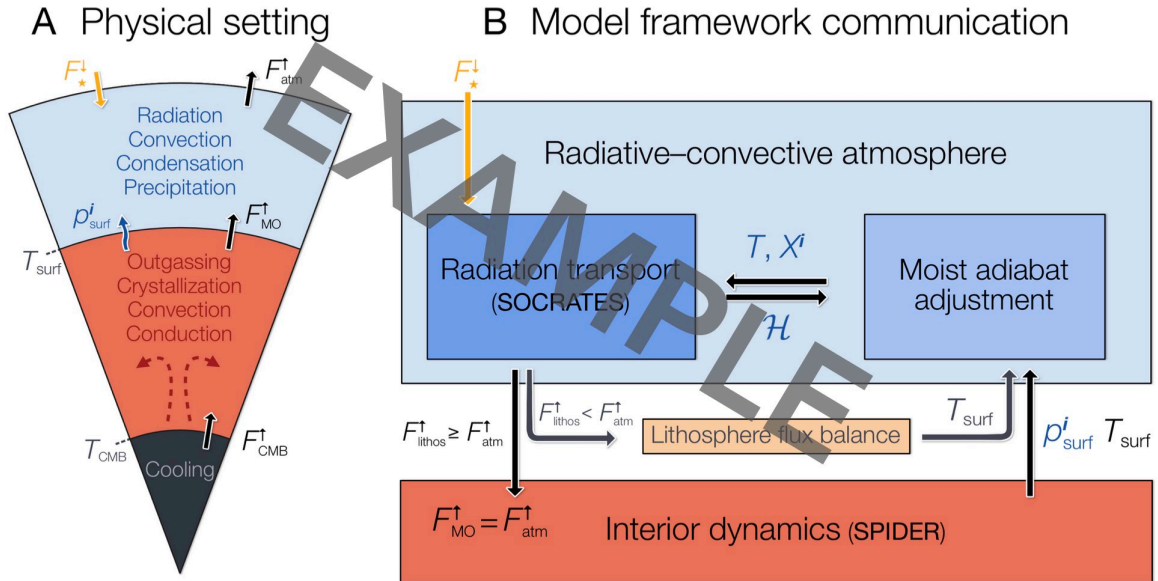 A Physical setting
F⋆↓
F↑atm
Radiation
Convection
Condensation
Precipitation
pⁱsurf
F↑MO
Tsurf
Outgassing
Crystallization
Convection
Conduction
TCMB
F↑CMB
Cooling
B Model framework communication
F⋆↓
Radiative–convective atmosphere
Radiation transport
(SOCRATES)
T, Xⁱ
ℋ
Moist adiabat
adjustment
F↑lithos ≥ F↑atm
F↑lithos < F↑atm
Lithosphere flux balance
Tsurf
pⁱsurf Tsurf
F↑MO = F↑atm
Interior dynamics (SPIDER)
EXAMPLE